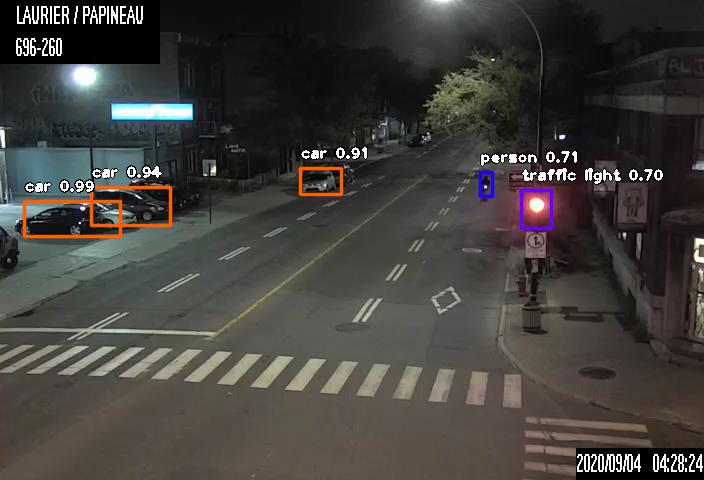 LAURIER / PAPINEAU
696-260
car 0.91
person 0.71
car 0.94
traffic light 0.70
car 0.99
2020/09/04 04:28:24